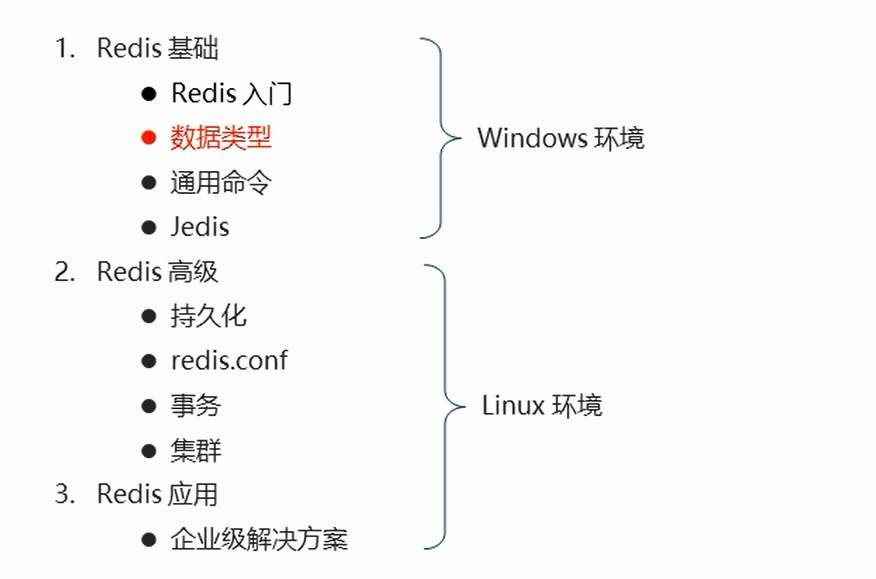 1. Redis 基础
● Redis 入门
● 数据类型
● 通用命令
● Jedis
Windows 环境
2. Redis 高级
● 持久化
● redis.conf
● 事务
● 集群
3. Redis 应用
● 企业级解决方案
Linux 环境